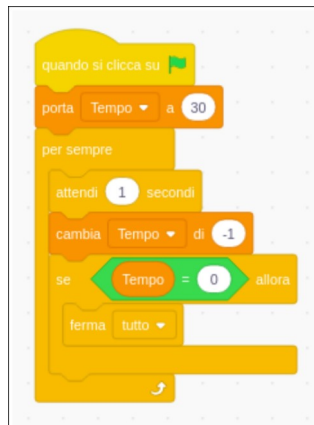 quando si clicca su
porta Tempo a 30
per sempre
attendi 1 secondi
cambia Tempo di -1
se Tempo = 0 allora
ferma tutto